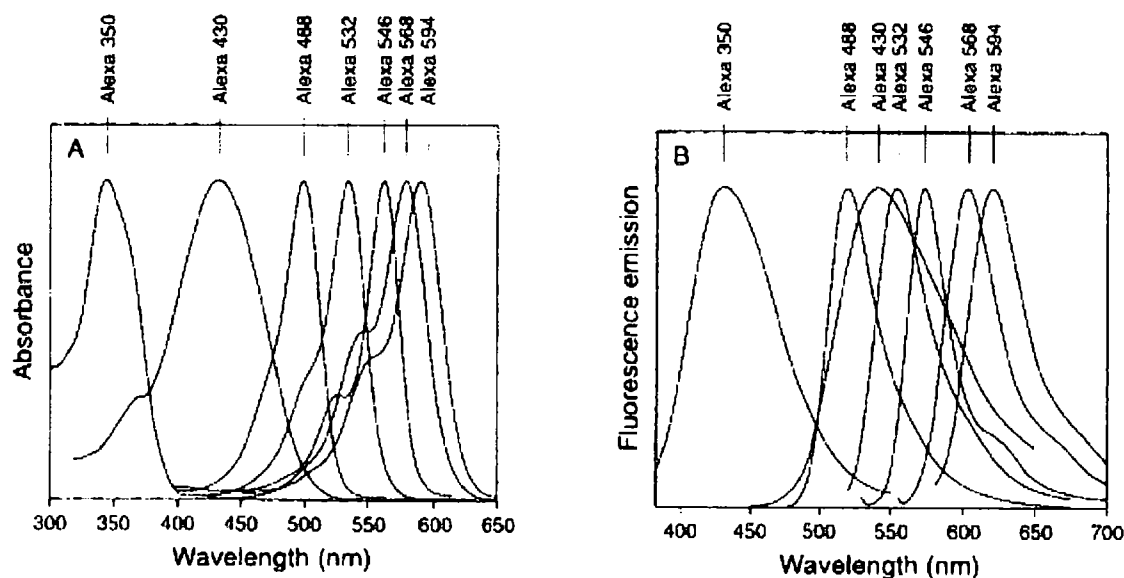 Alexa 350
Alexa 430
Alexa 488
Alexa 532
Alexa 546
Alexa 568
Alexa 594
A
Absorbance
300 350 400 450 500 550 600 650
Wavelength (nm)
Alexa 350
Alexa 488
Alexa 430
Alexa 532
Alexa 546
Alexa 568
Alexa 594
B
Fluorescence emission
400 450 500 550 600 650 700
Wavelength (nm)